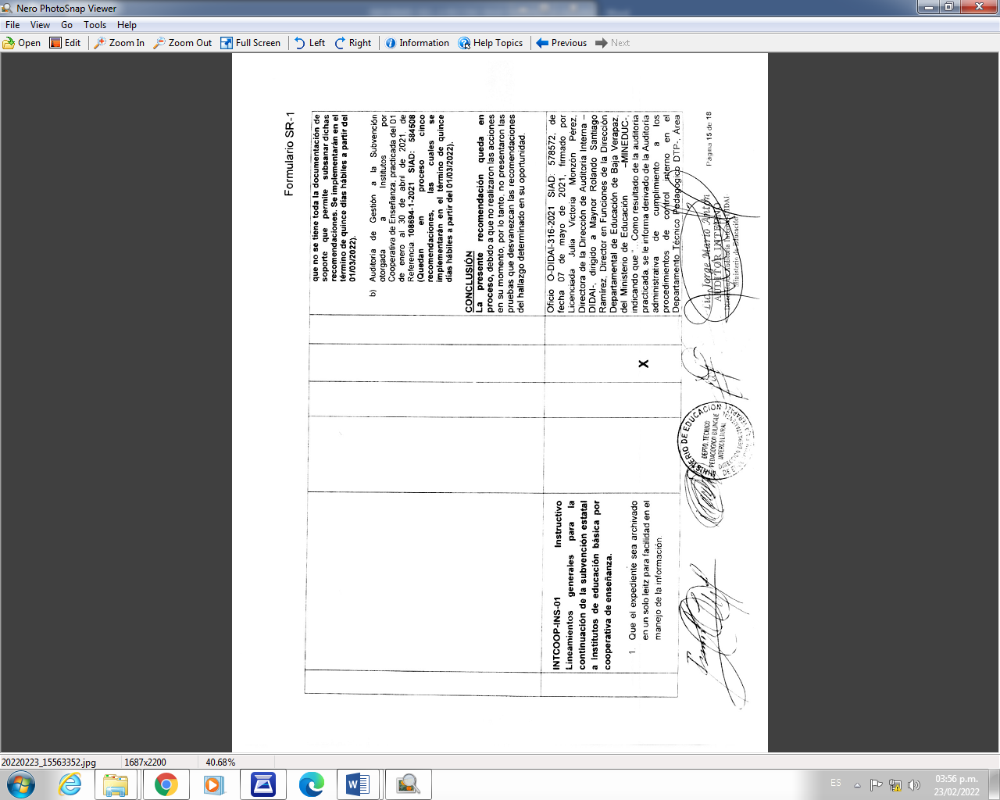 Nero PhotoSnap Viewer
File View Go Tools Help
Open Edit Zoom In Zoom Out Full Screen Left Right Information Help Topics Previous Next
Formulario SR-1
que no se tiene toda la documentación de
soporte que permite subsanar dichas
recomendaciones. Se implementarán en el
término de quince días hábiles a partir del
01/03/2022).
b) Auditoría de Gestión a la Subvención
otorgada a Institutos por
Cooperativa de Enseñanza, practicada del 01
de enero al 30 de abril de 2021, de
Referencia 108694-1-2021 SIAD: 584508
(Quedan en proceso cinco
recomendaciones, las cuales se
implementarán en el término de quince
días hábiles a partir del 01/03/2022).
CONCLUSIÓN
La presente recomendación queda en
proceso, debido a que no realizaron las acciones
en su momento, por lo tanto, no presentaron las
pruebas que desvanezcan las recomendaciones
del hallazgo determinado en su oportunidad.
INTCOOP-INS-01 Instructivo
Lineamientos generales para la
continuación de la subvención estatal
a Institutos de educación básica por
cooperativa de enseñanza.
1 Que el expediente sea archivado
en un solo leitz para facilidad en el
manejo de la información.
X
Oficio O-DIDAI-316-2021 SIAD: 578572, de
fecha 07 de mayo de 2021, firmado por
Licenciada Julia Victoria Monzón Pérez,
Directora de la Dirección de Auditoría Interna –
DIDAI-, dirigido a Maynor Rolando Santiago
Ramírez, Director en Funciones de la Dirección
Departamental de Educación de Baja Verapaz,
del Ministerio de Educación –MINEDUC-,
indicando que "...Como resultado de la auditoria
practicada, se le informa derivado de la Auditoria
administrativa de cumplimiento a los
procedimientos de control interno en el
Departamento Técnico Pedagógico DTP-, Área
MINISTERIO DE EDUCACIÓN
DEPTO. TECNICO
PEDAGOGICO BILINGUE
INTERCULTURAL
Lic. Jorge Mario Antón
AUDITOR INTERNO
Dirección de Auditoría Interna -DIDAI-
Ministerio de Educación
Pagina 15 de 18
20220223_15563352.jpg 1687x2200 40.68%
ES
03:56 p.m.
23/02/2022